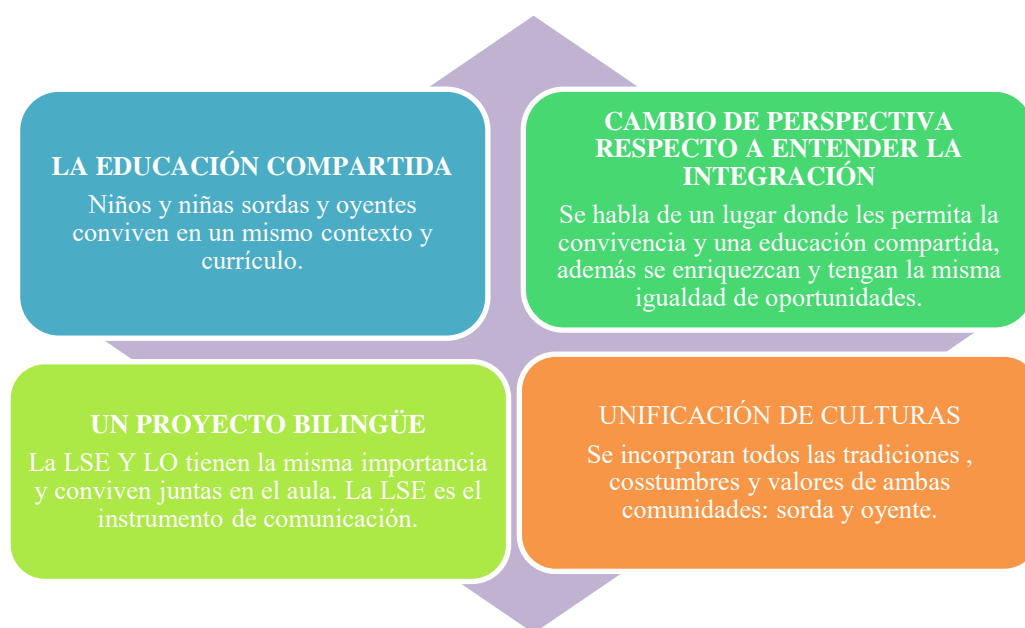 LA EDUCACIÓN COMPARTIDA
Niños y niñas sordas y oyentes
conviven en un mismo contexto y
currículo.
CAMBIO DE PERSPECTIVA
RESPECTO A ENTENDER LA
INTEGRACIÓN
Se habla de un lugar donde les permita la
convivencia y una educación compartida,
además se enriquezcan y tengan la misma
igualdad de oportunidades.
UN PROYECTO BILINGÜE
La LSE Y LO tienen la misma importancia
y conviven juntas en el aula. La LSE es el
instrumento de comunicación.
UNIFICACIÓN DE CULTURAS
Se incorporan todos las tradiciones ,
cosstumbres y valores de ambas
comunidades: sorda y oyente.